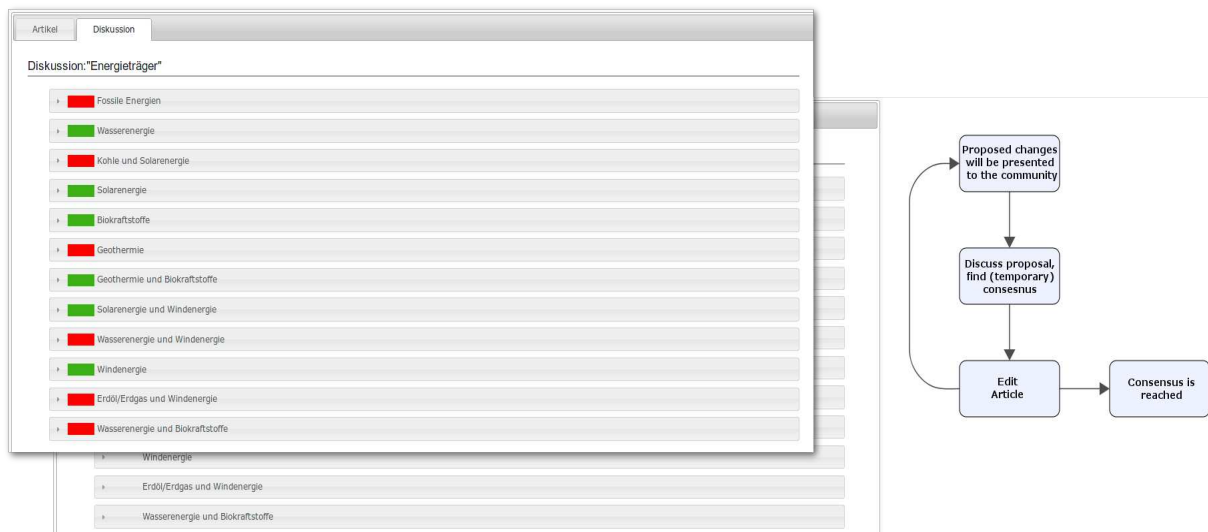 Artikel
Diskussion
Diskussion:"Energieträger"
Fossile Energien
Wasserenergie
Kohle und Solarenergie
Solarenergie
Biokraftstoffe
Geothermie
Geothermie und Biokraftstoffe
Solarenergie und Windenergie
Wasserenergie und Windenergie
Windenergie
Erdöl/Erdgas und Windenergie
Wasserenergie und Biokraftstoffe
Windenergie
Erdöl/Erdgas und Windenergie
Wasserenergie und Biokraftstoffe
Proposed changes
will be presented
to the community
Discuss proposal,
find (temporary)
consesnus
Edit
Article
Consensus is
reached